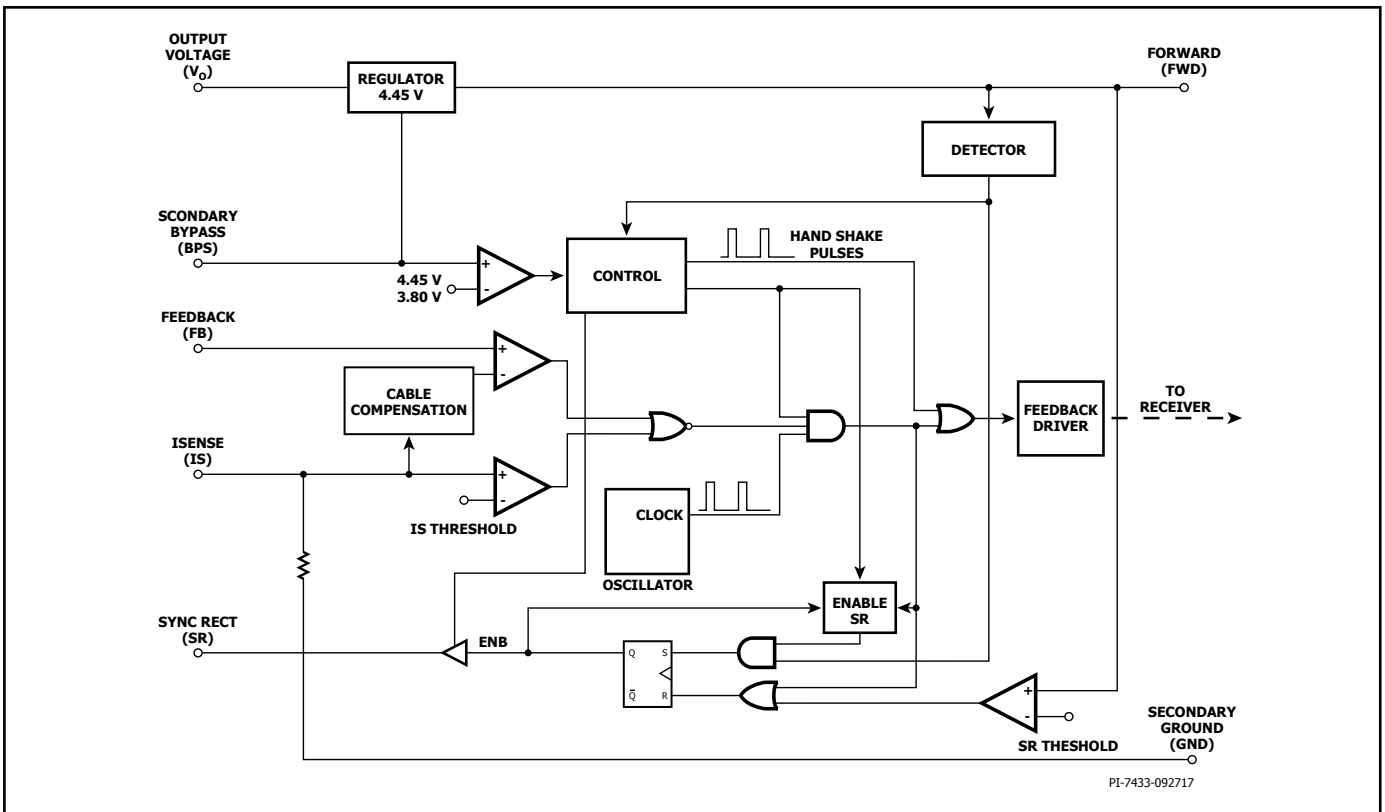 OUTPUT
VOLTAGE
(VO)
REGULATOR
4.45 V
FORWARD
(FWD)
DETECTOR
SCONDARY
BYPASS
(BPS)
+
-
4.45 V
3.80 V
CONTROL
HAND SHAKE
PULSES
FEEDBACK
(FB)
+
-
CABLE
COMPENSATION
FEEDBACK
DRIVER
TO
RECEIVER
ISENSE
(IS)
+
-
IS THRESHOLD
CLOCK
OSCILLATOR
ENABLE
SR
SYNC RECT
(SR)
ENB
Q
S
Q̅
R
+
-
SR THESHOLD
SECONDARY
GROUND
(GND)
PI-7433-092717